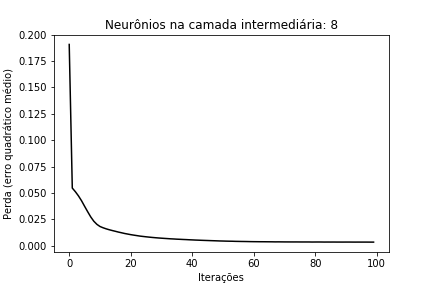 Neurônios na camada intermediária: 8
Perda (erro quadrático médio)
0.200
0.175
0.150
0.125
0.100
0.075
0.050
0.025
0.000
0 20 40 60 80 100
Iterações